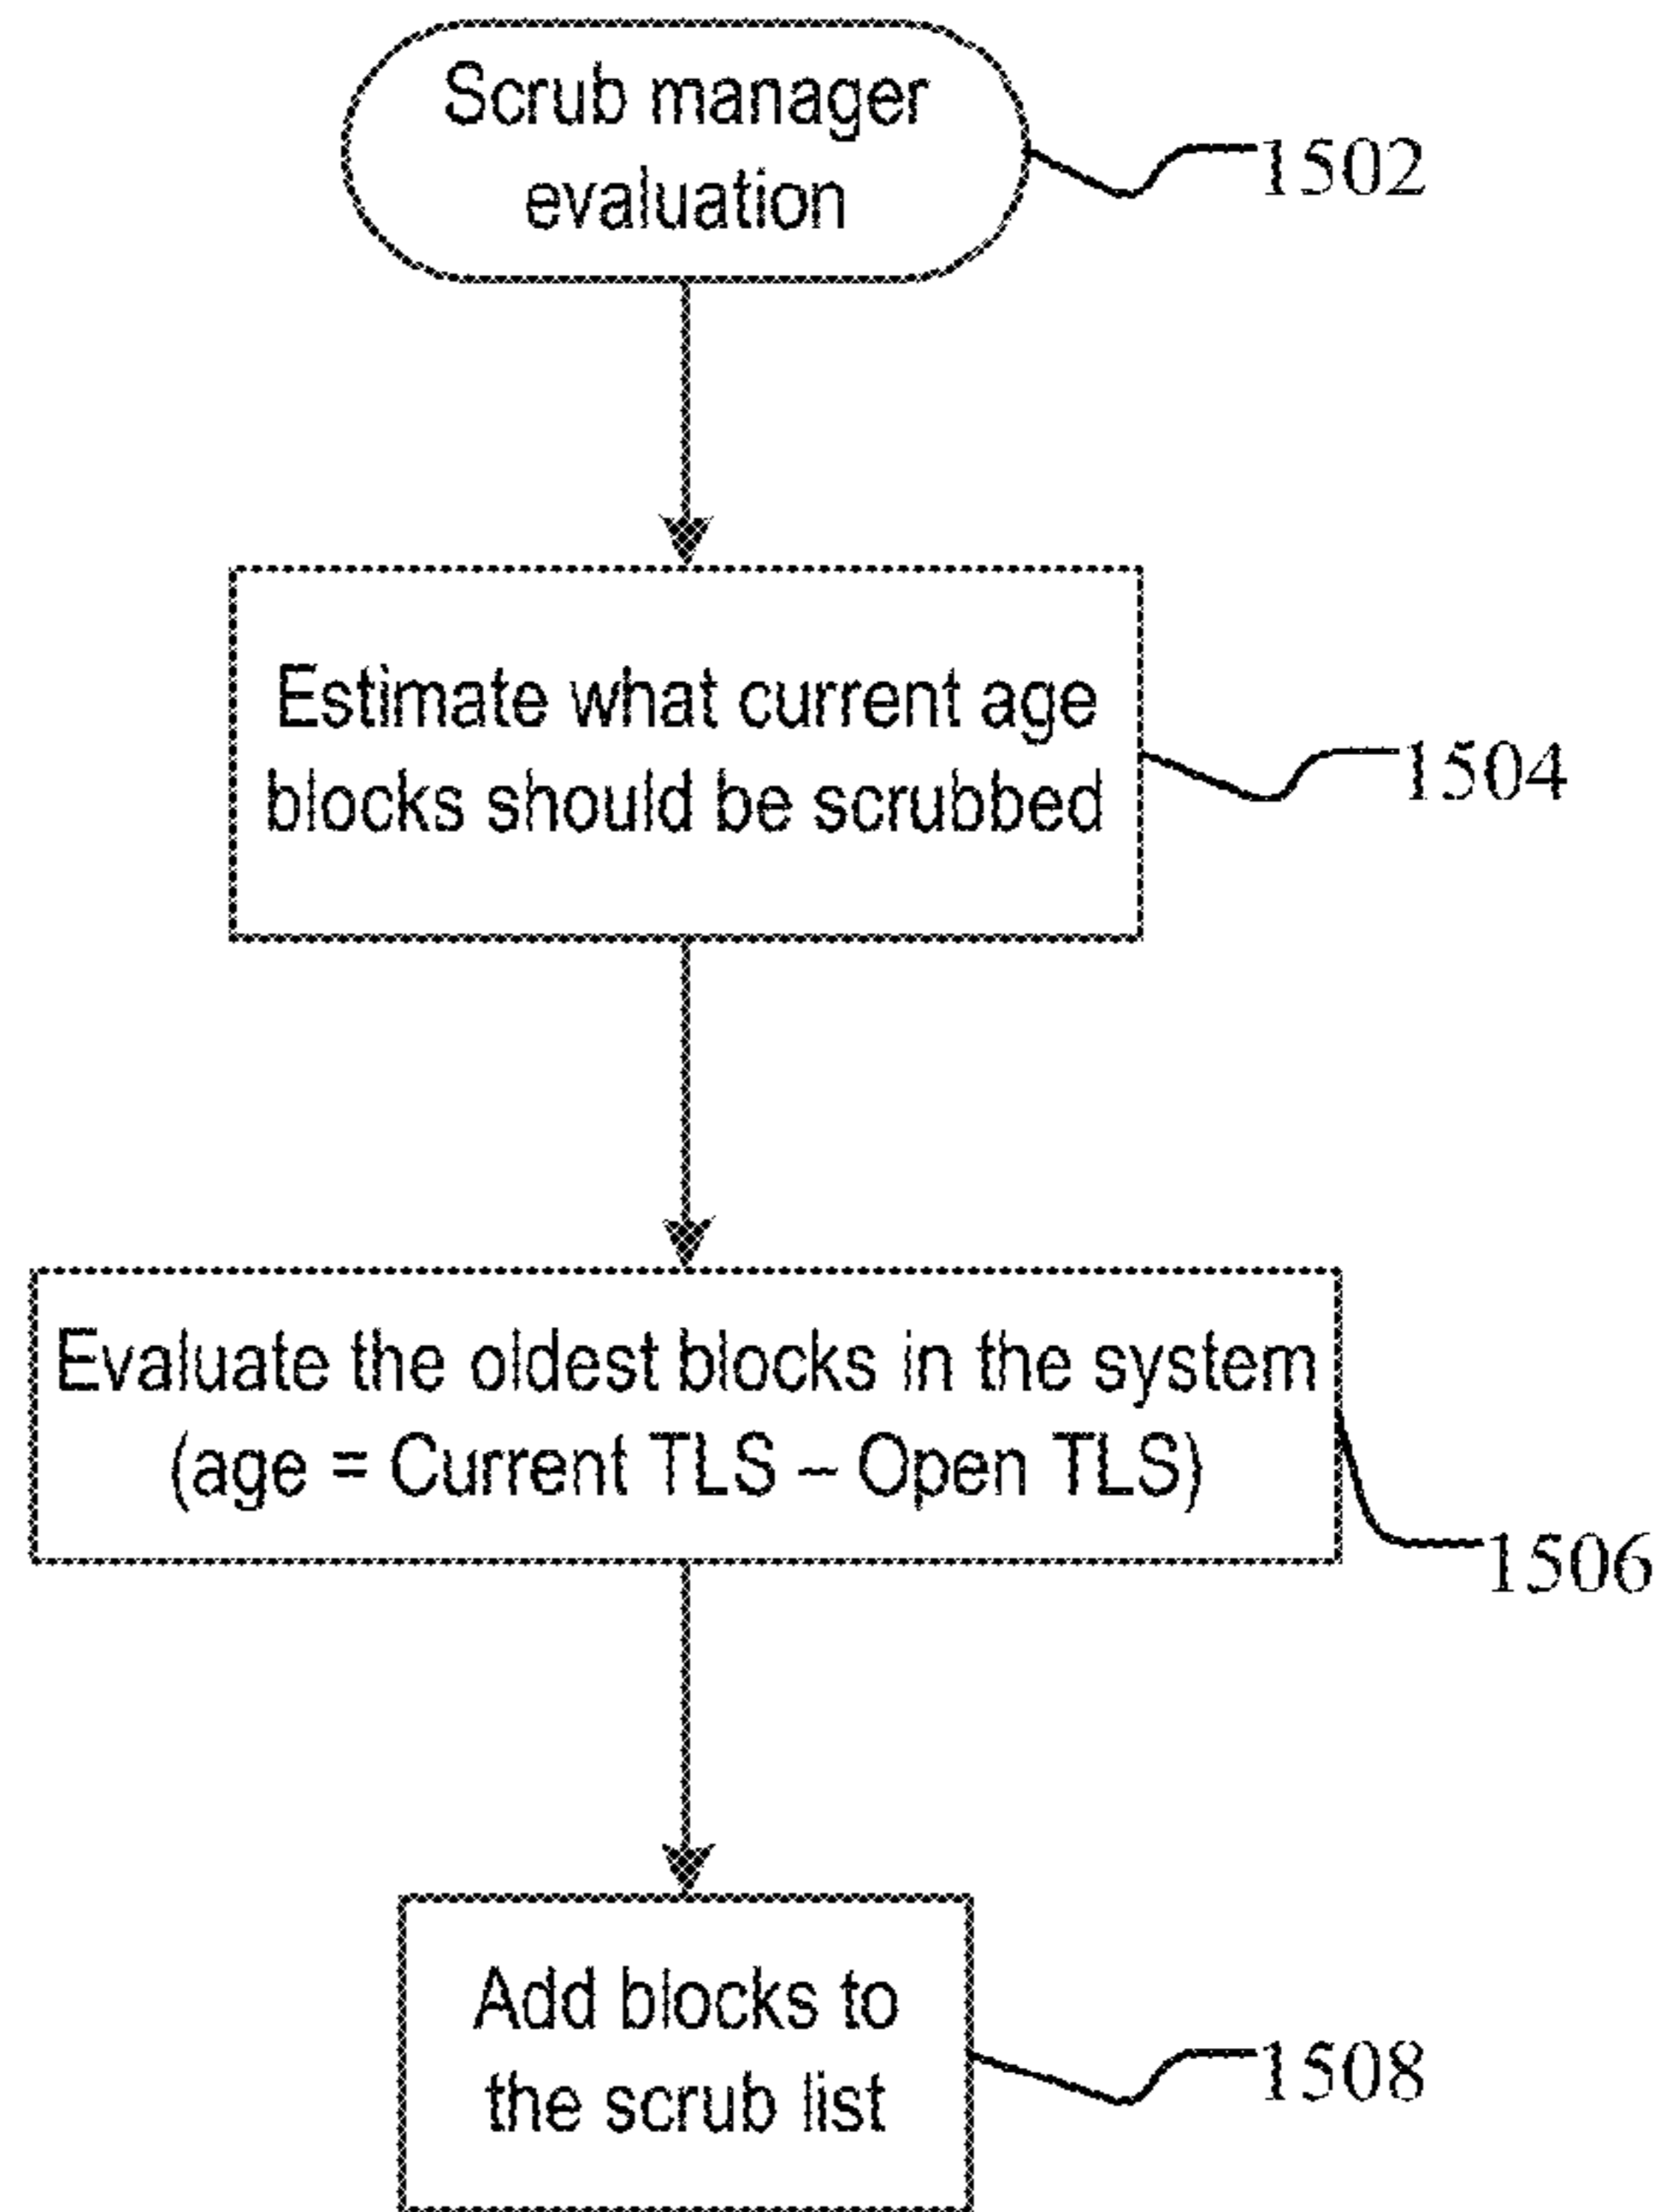 Scrub manager
evaluation
1502
Estimate what current age
blocks should be scrubbed
1504
Evaluate the oldest blocks in the system
(age = Current TLS – Open TLS)
1506
Add blocks to
the scrub list
1508